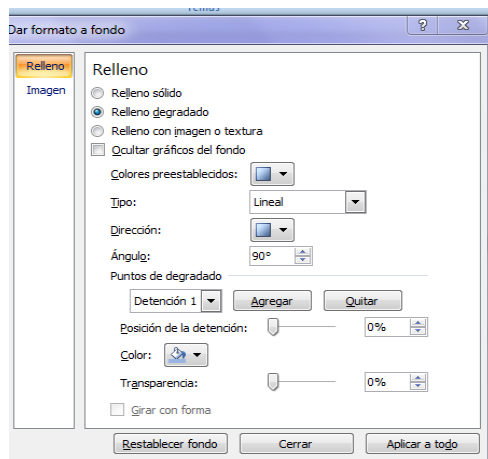 Temas
Dar formato a fondo
Relleno
Imagen
Relleno
Relleno sólido
Relleno degradado
Relleno con imagen o textura
Ocultar gráficos del fondo
Colores preestablecidos:
Tipo: Lineal
Dirección:
Ángulo: 90°
Puntos de degradado
Detención 1 Agregar Quitar
Posición de la detención: 0%
Color:
Transparencia: 0%
Girar con forma
Restablecer fondo Cerrar Aplicar a todo